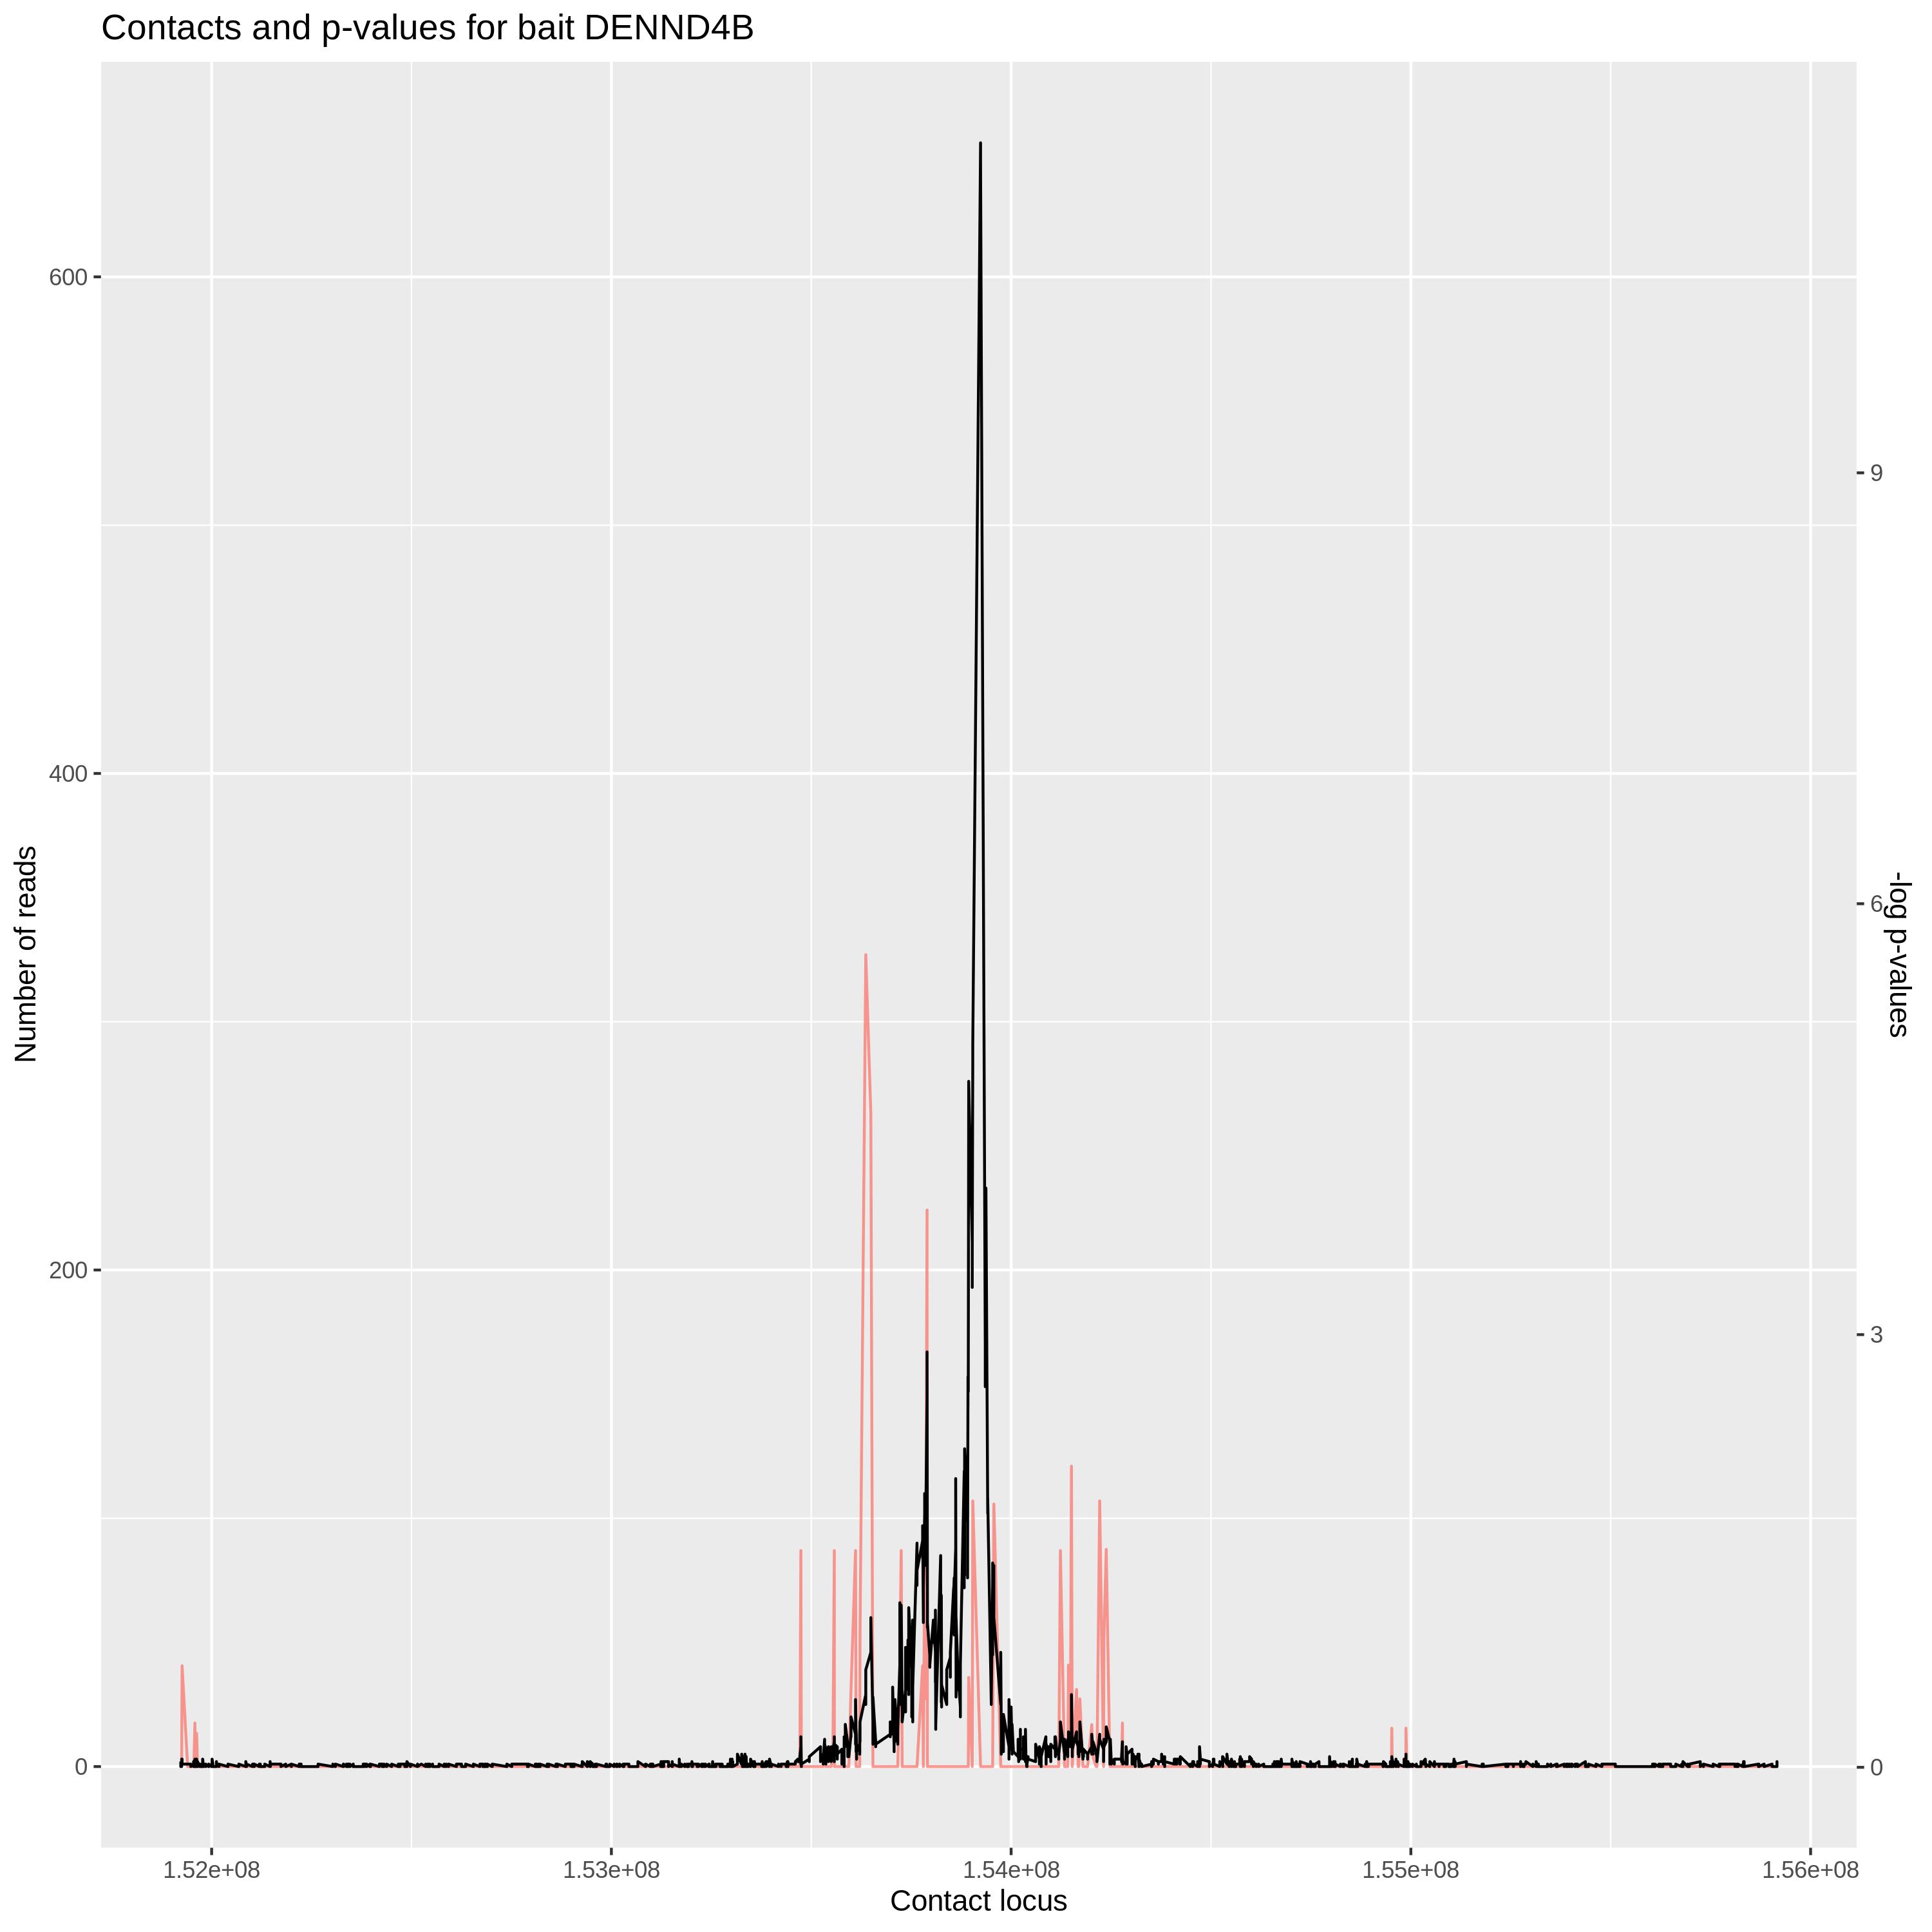 Contacts and p-values for bait DENND4B
600
400
200
0
Number of reads
9
6
3
0
-log p-values
1.52e+08
1.53e+08
1.54e+08
1.55e+08
1.56e+08
Contact locus